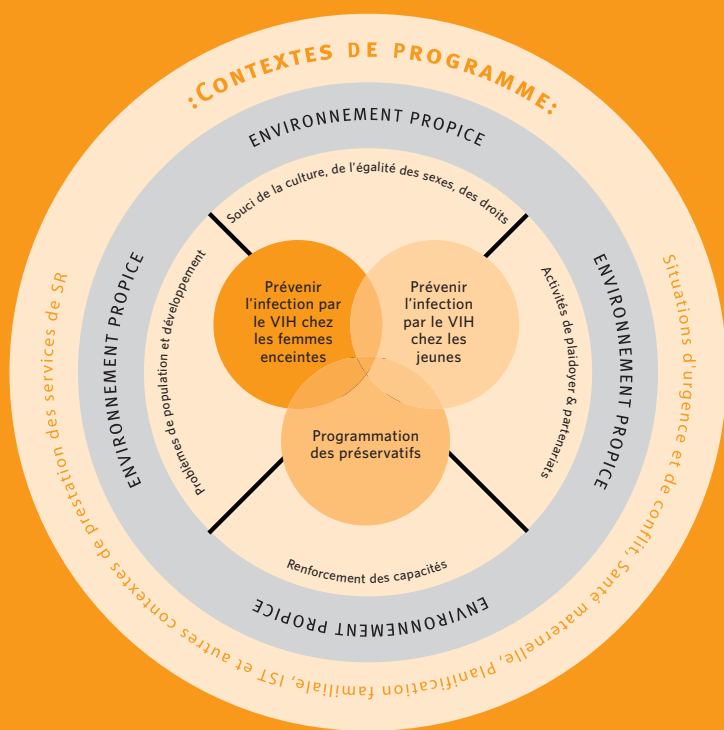 :CONTEXTES DE PROGRAMME:
ENVIRONNEMENT PROPICE
Souci de la culture, de l'égalité des sexes, des droits
ENVIRONNEMENT PROPICE
Problèmes de population et développement
Prévenir
l'infection par
le VIH chez
les femmes
enceintes
Prévenir
l'infection
par le VIH
chez les
jeunes
Programmation
des préservatifs
Activités de plaidoyer & partenariats
ENVIRONNEMENT PROPICE
Renforcement des capacités
ENVIRONNEMENT PROPICE
Situations d'urgence et de conflit, Santé maternelle, Planification familiale, IST et autres contextes de prestation des services de SR